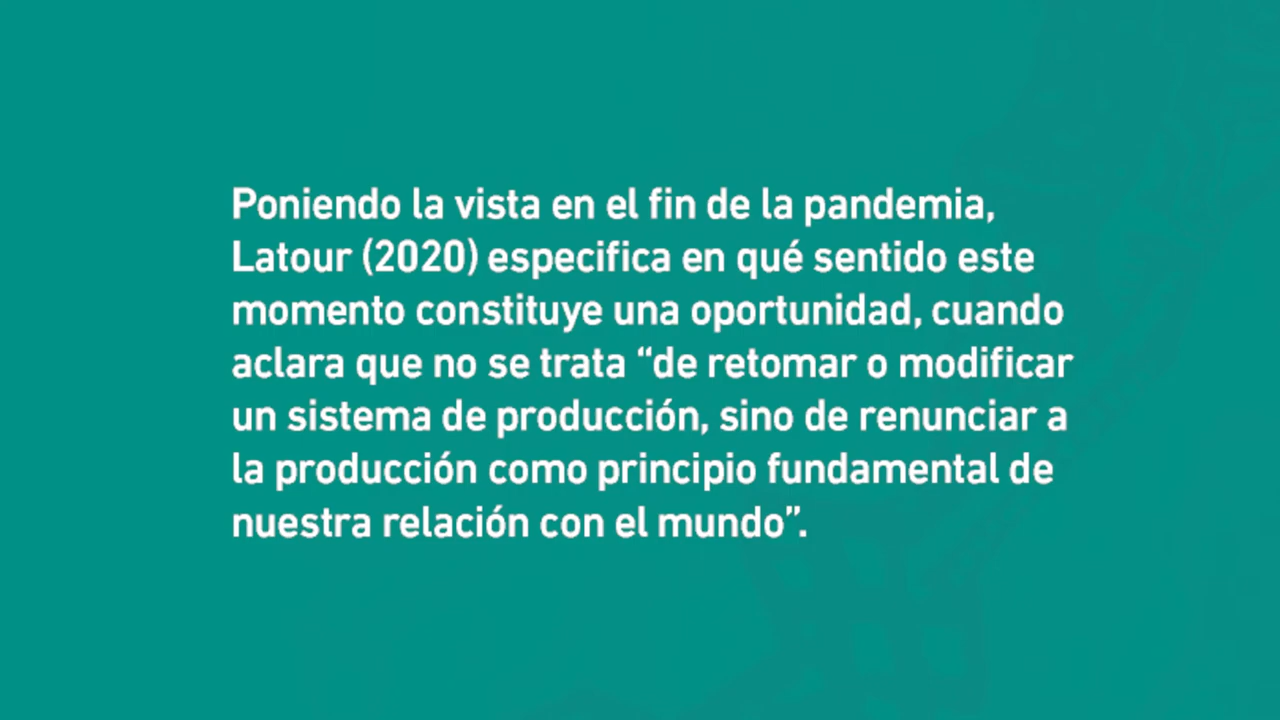 Poniendo la vista en el fin de la pandemia,
Latour (2020) especifica en qué sentido este
momento constituye una oportunidad, cuando
aclara que no se trata “de retomar o modificar
un sistema de producción, sino de renunciar a
la producción como principio fundamental de
nuestra relación con el mundo”.